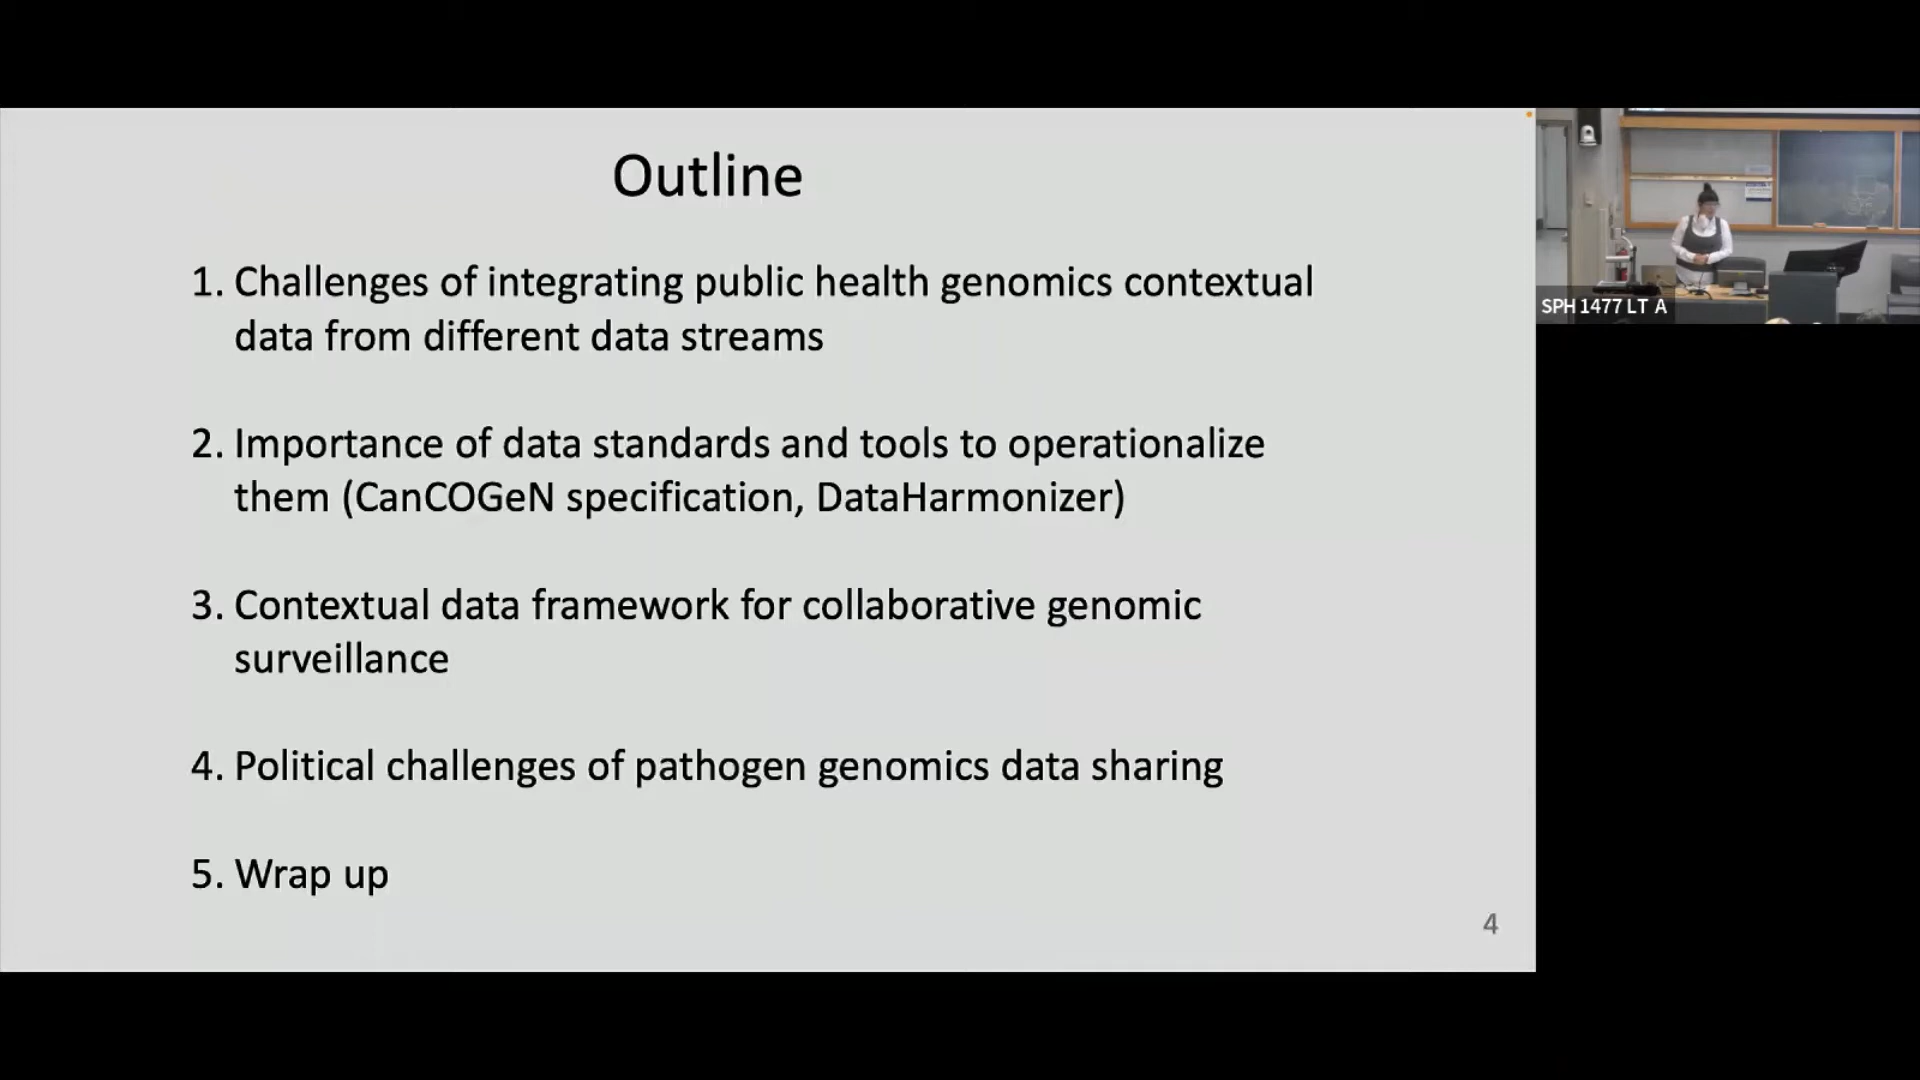 Outline
1. Challenges of integrating public health genomics contextual
data from different data streams
2. Importance of data standards and tools to operationalize
them (CanCOGeN specification, DataHarmonizer)
3. Contextual data framework for collaborative genomic
surveillance
4. Political challenges of pathogen genomics data sharing
5. Wrap up
4
SPH 1477 LT A